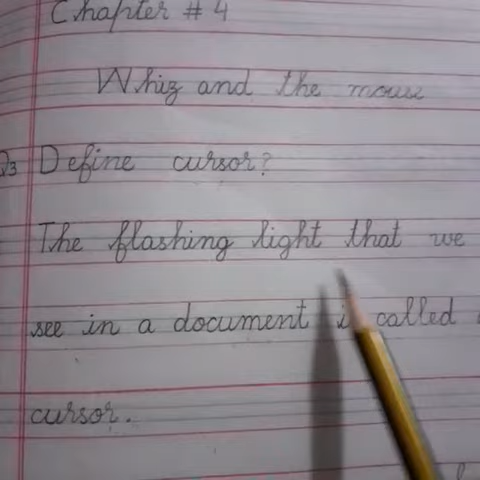 Chapter # 4
Whiz and the mouse
Q3 Define cursor?
The flashing light that we
see in a document is called
cursor.